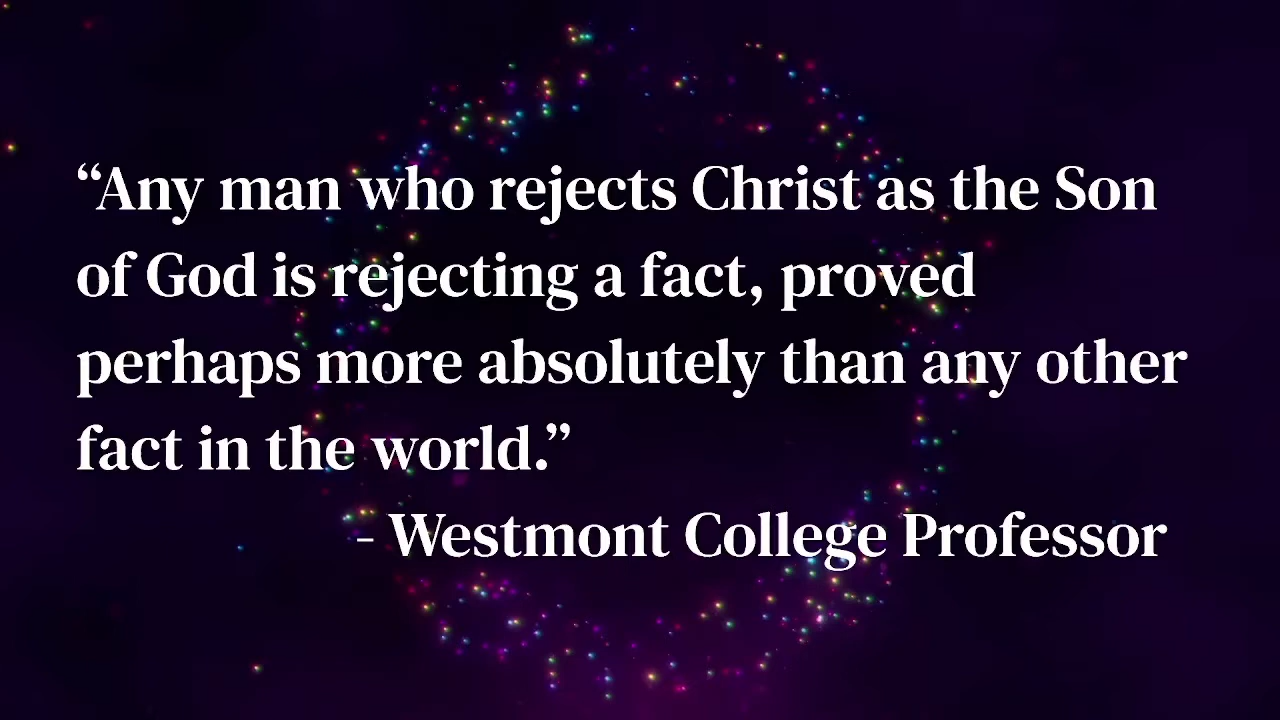 “Any man who rejects Christ as the Son
of God is rejecting a fact, proved
perhaps more absolutely than any other
fact in the world.”
- Westmont College Professor